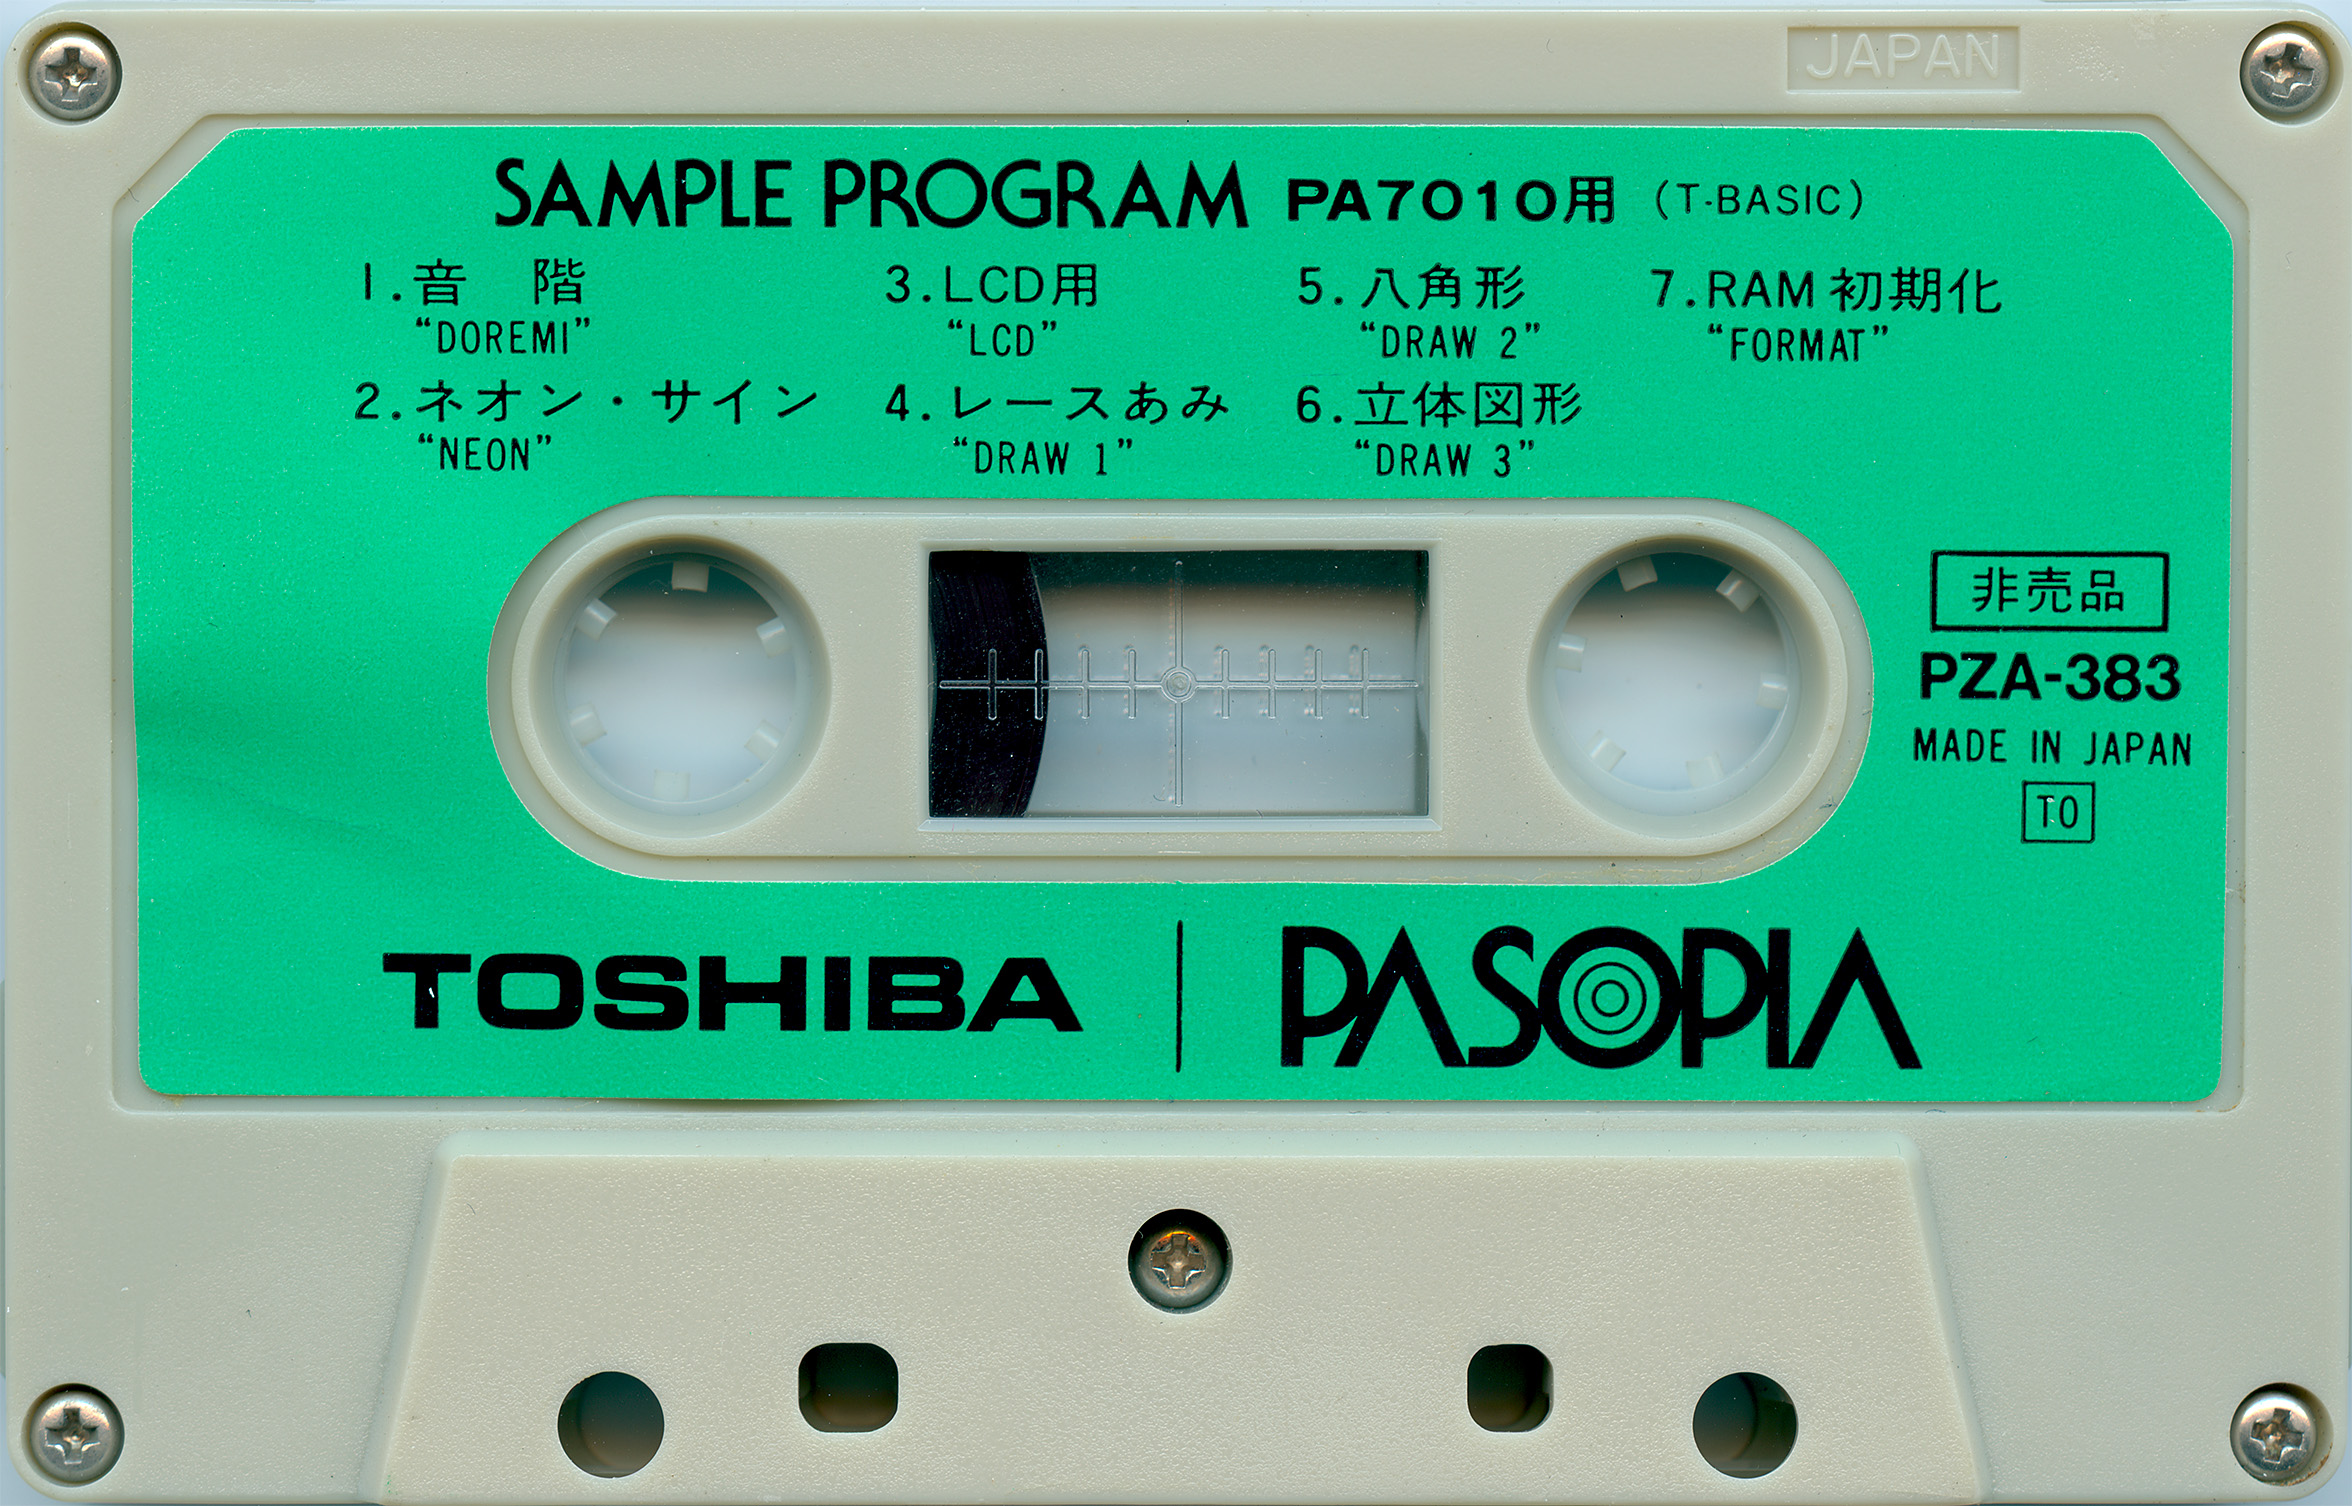 JAPAN
SAMPLE PROGRAM PA7010用 (T-BASIC)
1.音 階
“DOREMI”
2.ネオン・サイン
“NEON”
3.LCD用
“LCD”
4.レースあみ
“DRAW 1”
5.八角形
“DRAW 2”
6.立体図形
“DRAW 3”
7.RAM 初期化
“FORMAT”
非売品
PZA-383
MADE IN JAPAN
TO
TOSHIBA | PASOPIA